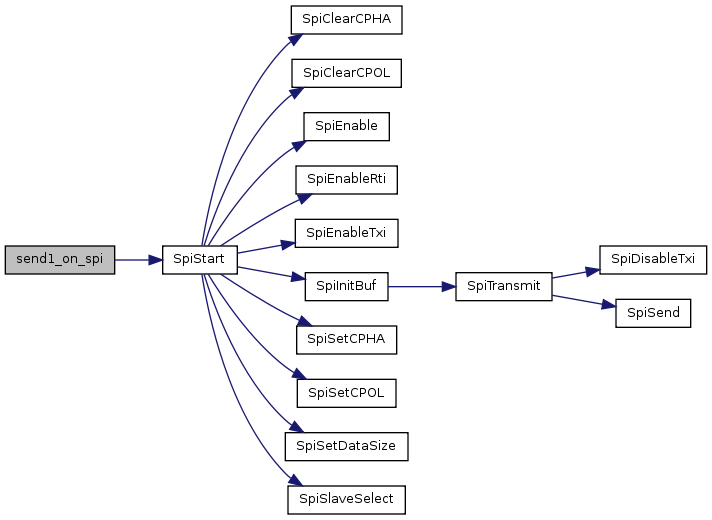 send1_on_spi
SpiStart
SpiClearCPHA
SpiClearCPOL
SpiEnable
SpiEnableRti
SpiEnableTxi
SpiInitBuf
SpiSetCPHA
SpiSetCPOL
SpiSetDataSize
SpiSlaveSelect
SpiTransmit
SpiDisableTxi
SpiSend